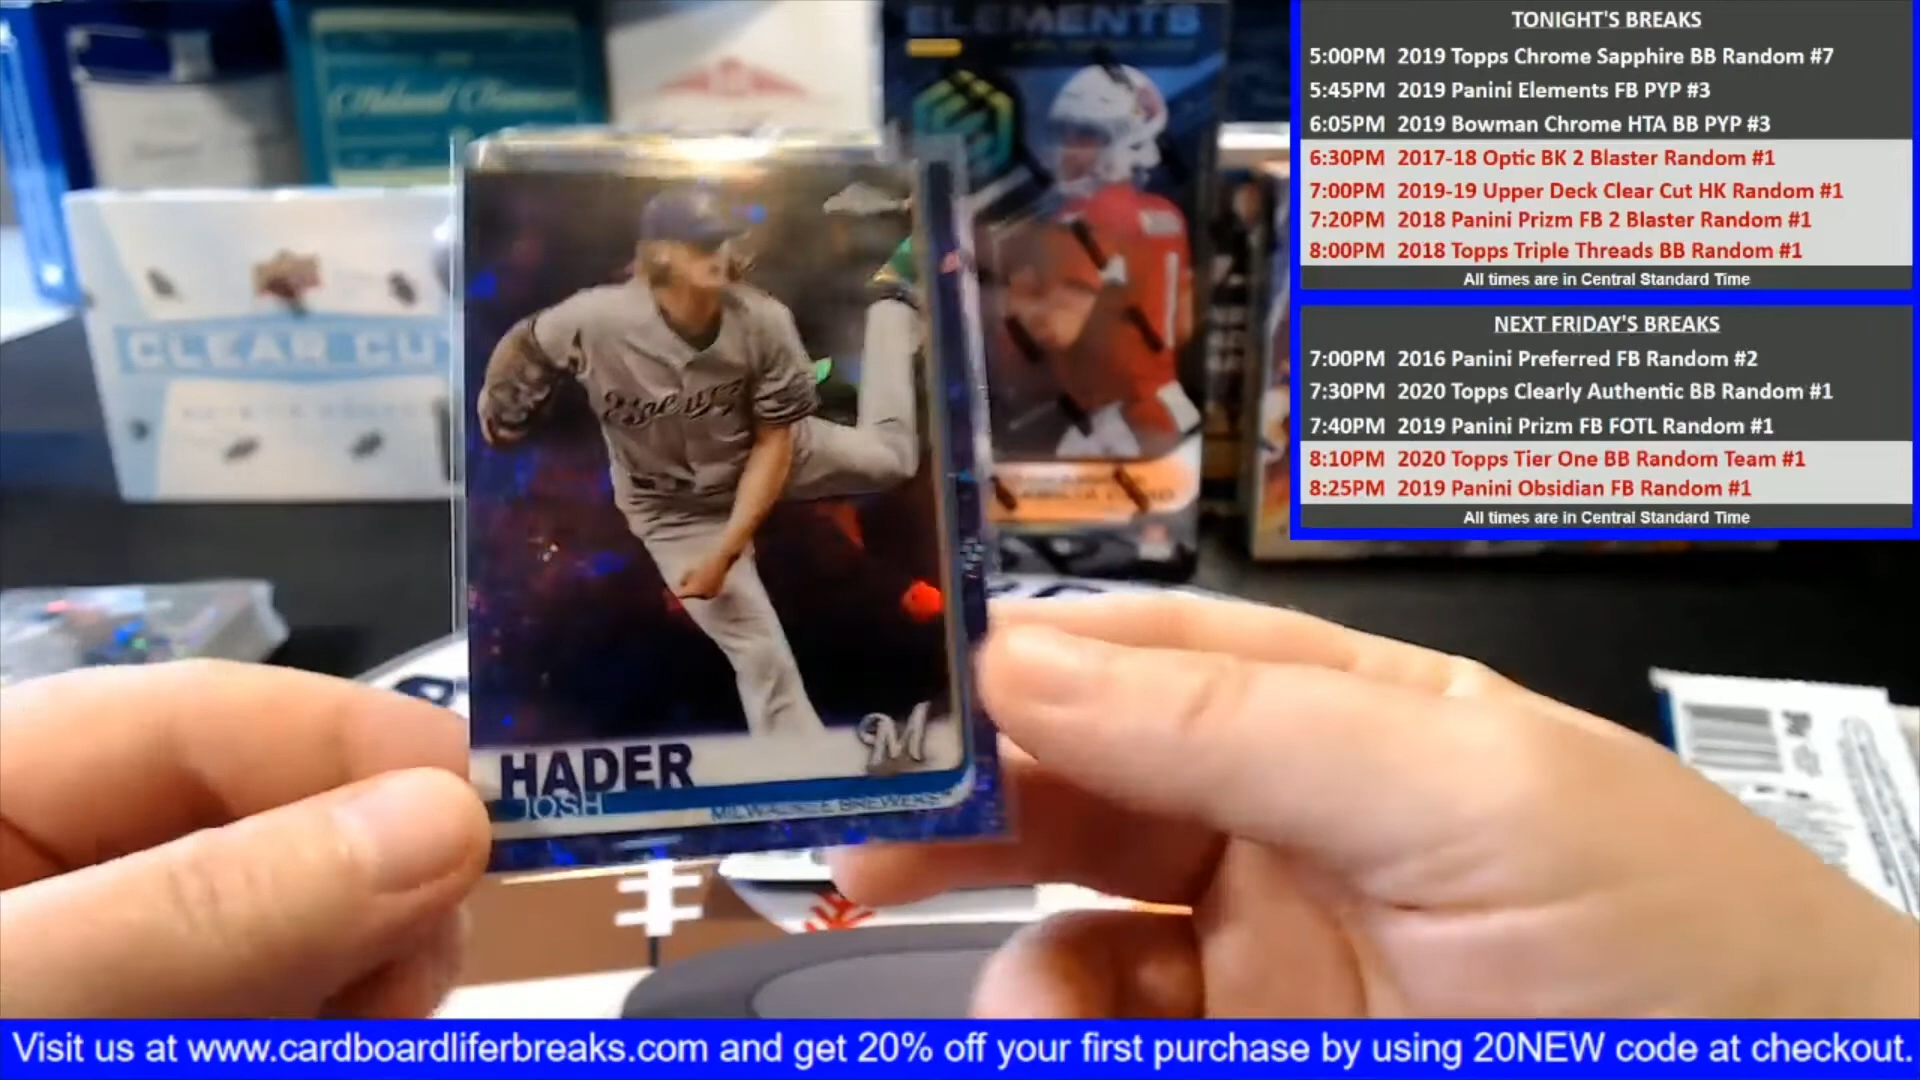 ELEMENTS
TONIGHT'S BREAKS
5:00PM 2019 Topps Chrome Sapphire BB Random #7
5:45PM 2019 Panini Elements FB PYP #3
6:05PM 2019 Bowman Chrome HTA BB PYP #3
6:30PM 2017-18 Optic BK 2 Blaster Random #1
7:00PM 2019-19 Upper Deck Clear Cut HK Random #1
7:20PM 2018 Panini Prizm FB 2 Blaster Random #1
8:00PM 2018 Topps Triple Threads BB Random #1
All times are in Central Standard Time
NEXT FRIDAY'S BREAKS
7:00PM 2016 Panini Preferred FB Random #2
7:30PM 2020 Topps Clearly Authentic BB Random #1
7:40PM 2019 Panini Prizm FB FOTL Random #1
8:10PM 2020 Topps Tier One BB Random Team #1
8:25PM 2019 Panini Obsidian FB Random #1
All times are in Central Standard Time
CLEAR CU
Brewers
M
HADER
JOSH
MILWAUKEE BREWERS
Visit us at www.cardboardliferbreaks.com and get 20% off your first purchase by using 20NEW code at checkout.